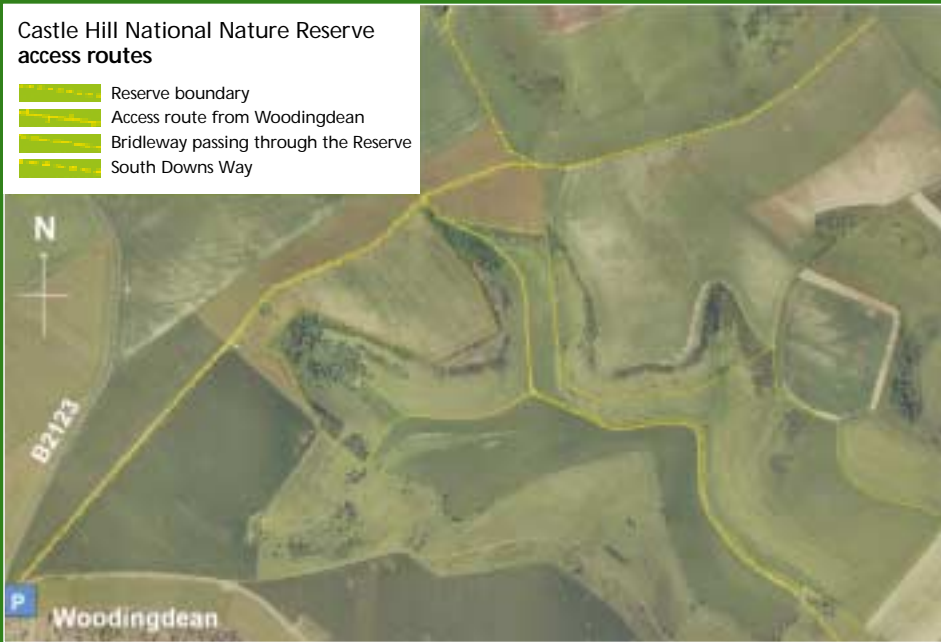 Castle Hill National Nature Reserve
access routes
Reserve boundary
Access route from Woodingdean
Bridleway passing through the Reserve
South Downs Way
N
B2123
P
Woodingdean